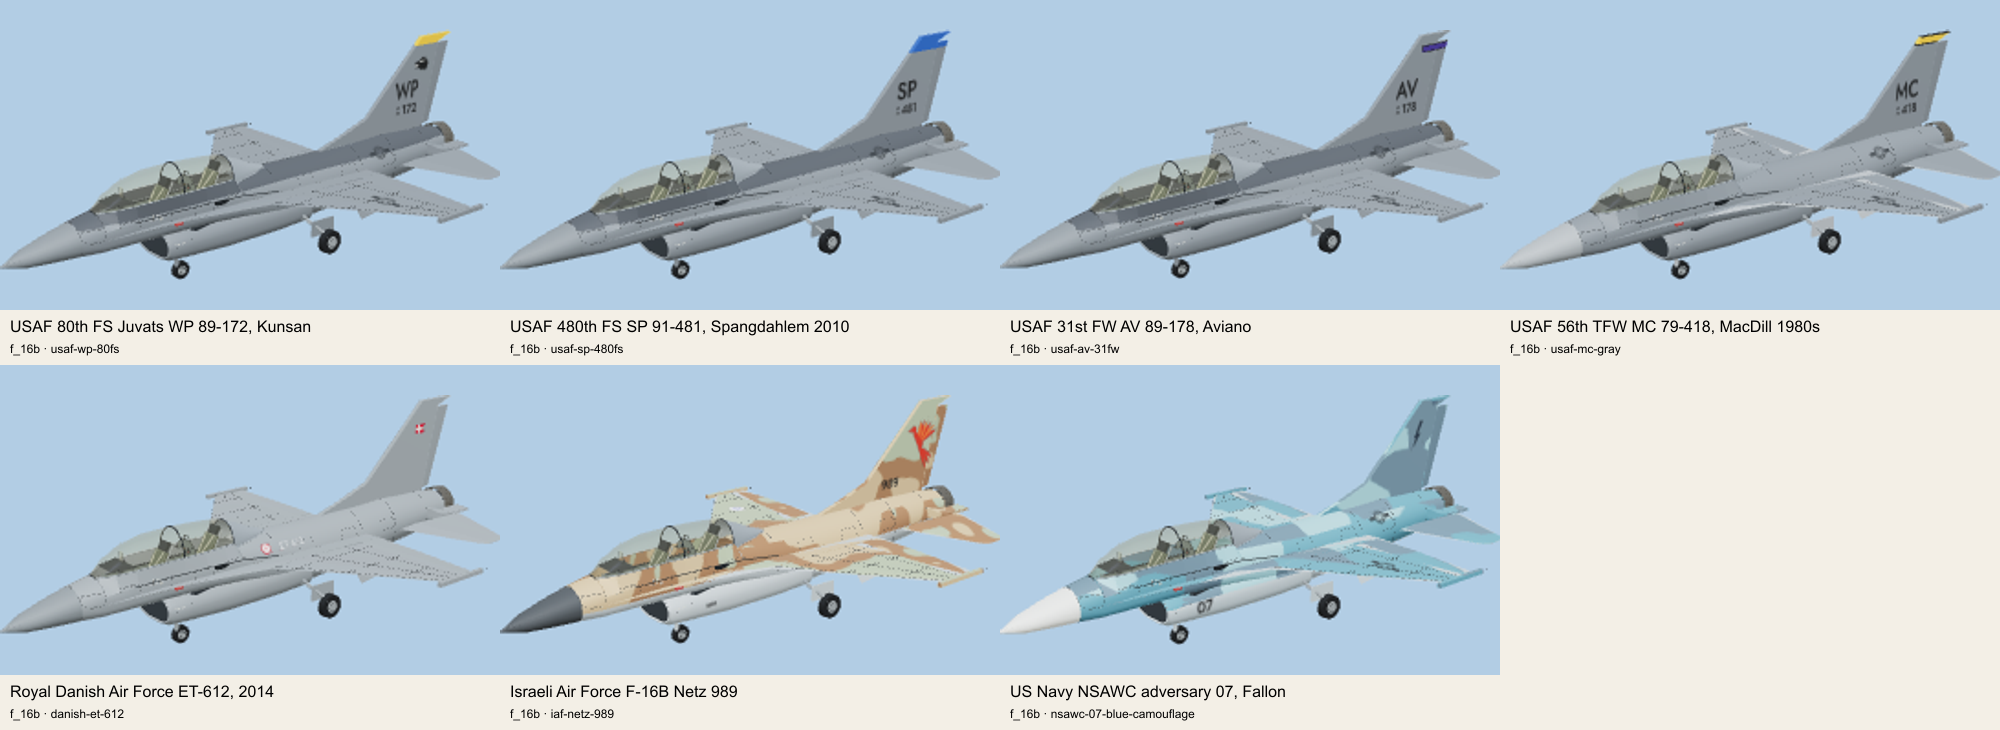 WP
172
SP
481
AV
178
MC
418
USAF 80th FS Juvats WP 89-172, Kunsan
f_16b · usaf-wp-80fs
USAF 480th FS SP 91-481, Spangdahlem 2010
f_16b · usaf-sp-480fs
USAF 31st FW AV 89-178, Aviano
f_16b · usaf-av-31fw
USAF 56th TFW MC 79-418, MacDill 1980s
f_16b · usaf-mc-gray
989
07
Royal Danish Air Force ET-612, 2014
f_16b · danish-et-612
Israeli Air Force F-16B Netz 989
f_16b · iaf-netz-989
US Navy NSAWC adversary 07, Fallon
f_16b · nsawc-07-blue-camouflage